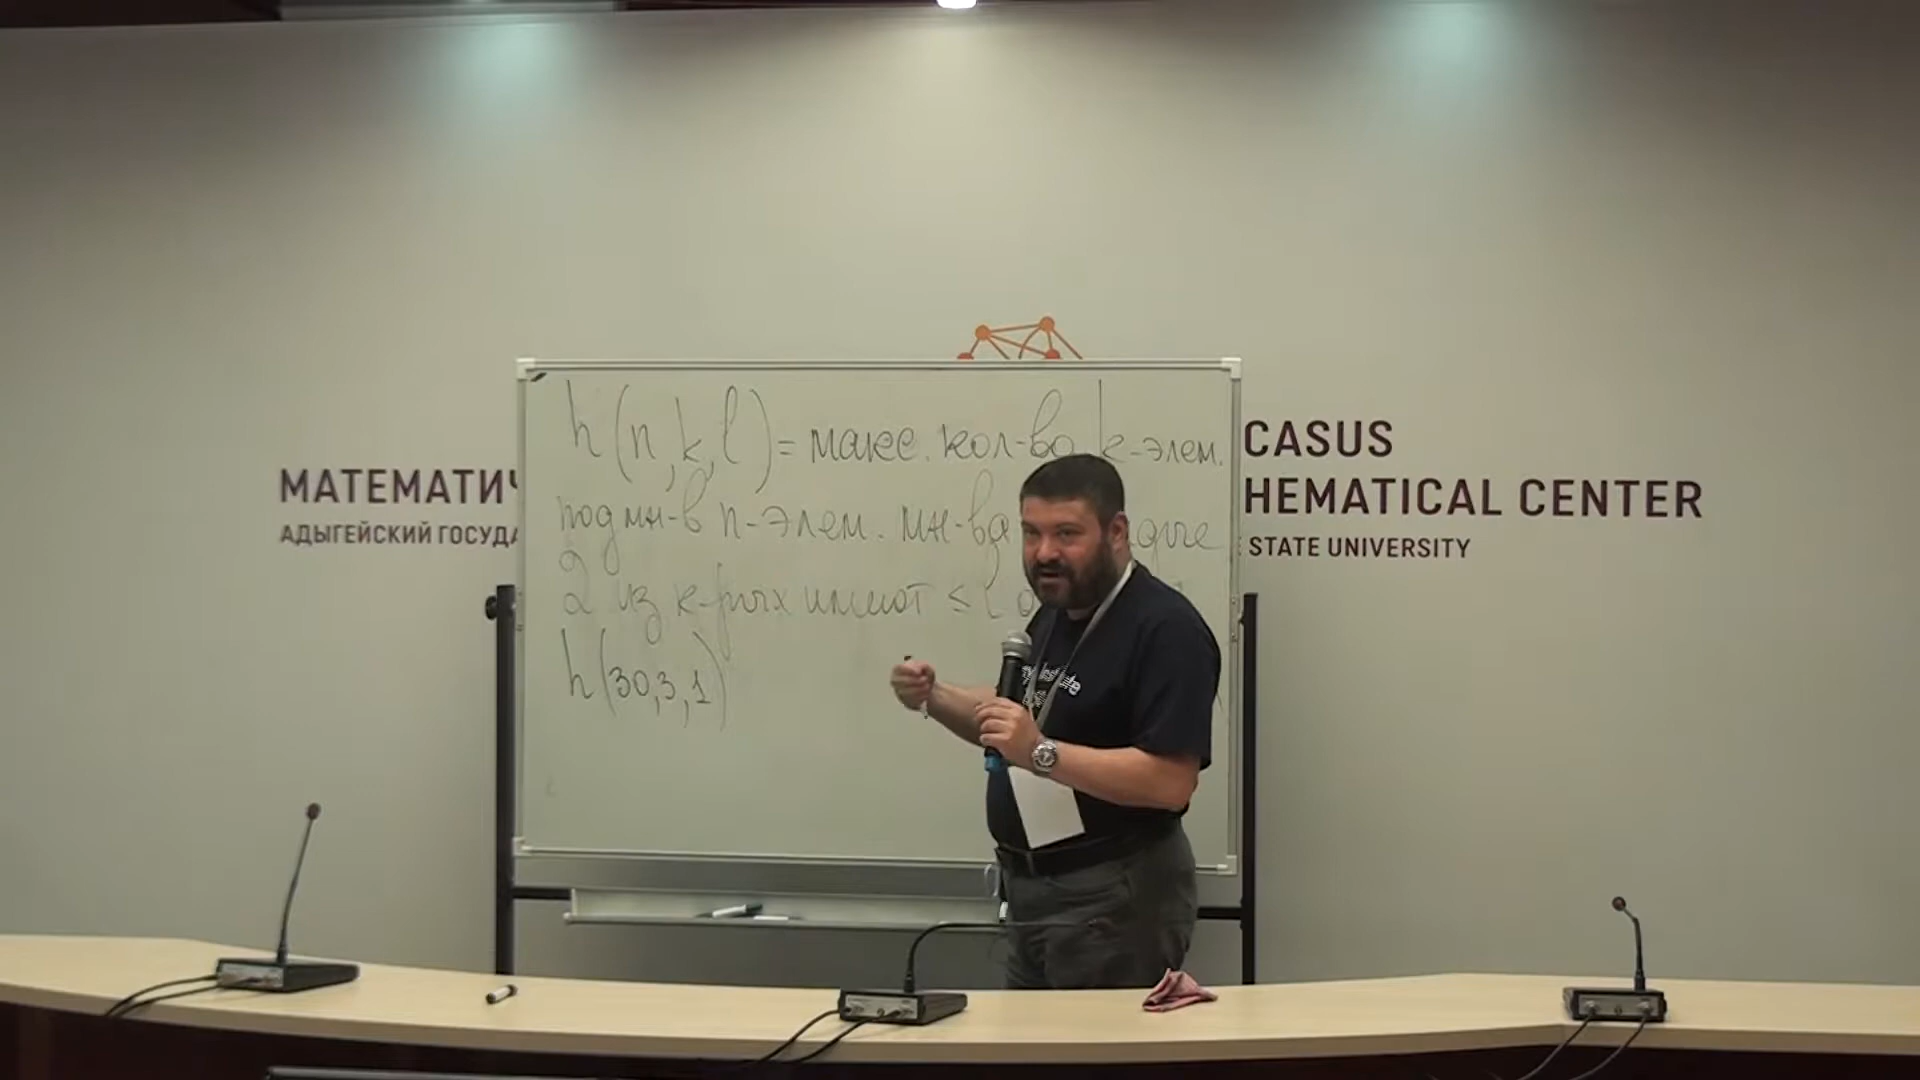 h(n,k,l)= макс. кол-во k-элем.
подмн-в n-элем. мн-ва
2 из к-рых имеют ≤ l
h(30,3,1)
МАТЕМАТИЧ
АДЫГЕЙСКИЙ ГОСУДА
CASUS
HEMATICAL CENTER
STATE UNIVERSITY